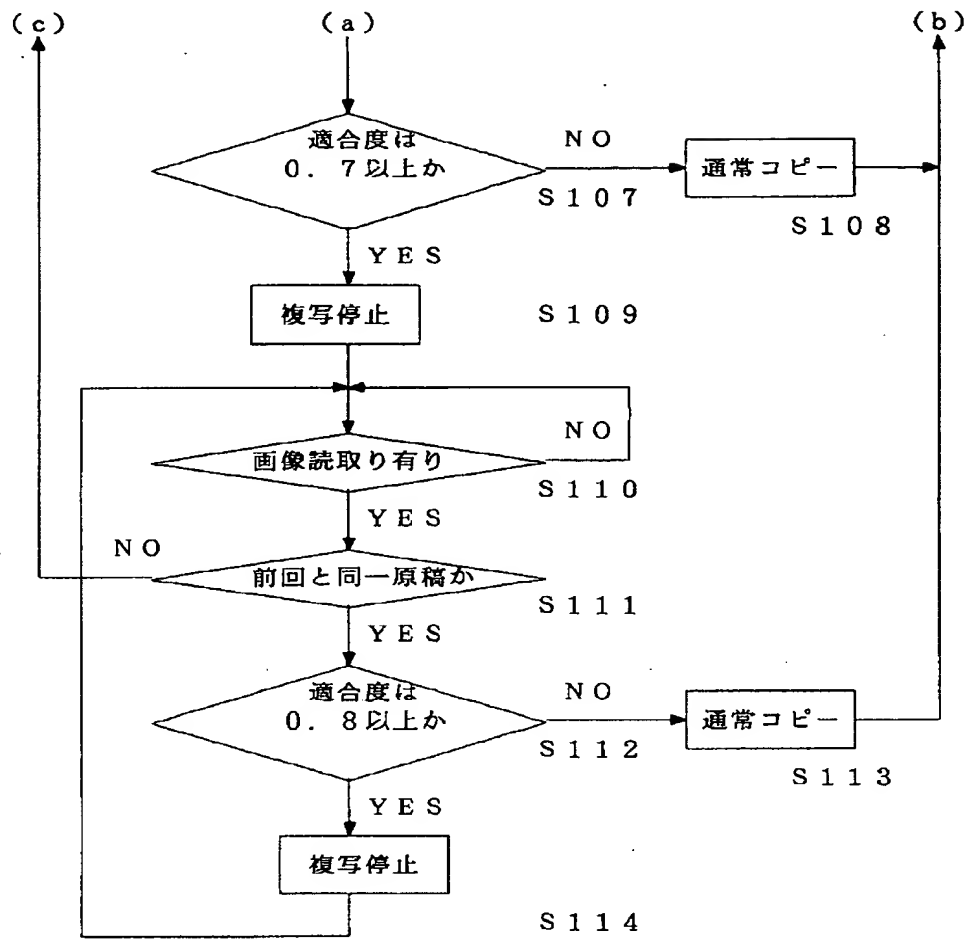 (c)
(a)
(b)
適合度は
０．７以上か
NO
S107
通常コピー
S108
YES
複写停止
S109
NO
画像読取り有り
S110
YES
NO
前回と同一原稿か
S111
YES
適合度は
０．８以上か
NO
S112
通常コピー
S113
YES
複写停止
S114